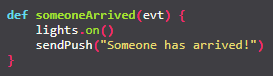 def someoneArrived(evt) {
    lights.on()
    sendPush("Someone has arrived!")
}